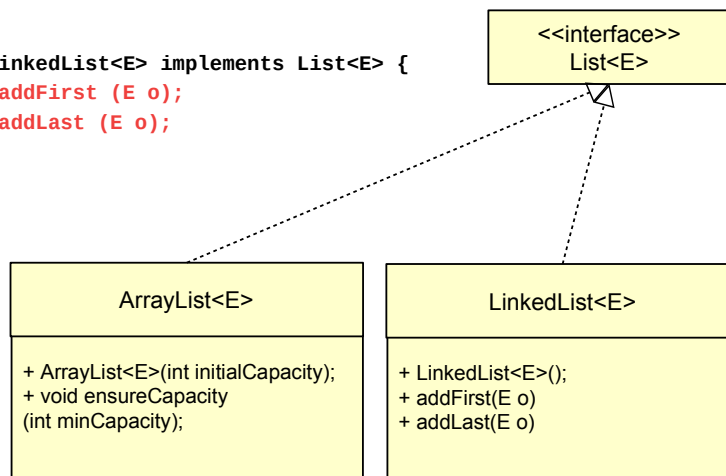 inkedList<E> implements List<E> {
addFirst (E o);
addLast (E o);
<<interface>>
List<E>
ArrayList<E>
+ ArrayList<E>(int initialCapacity);
+ void ensureCapacity
(int minCapacity);
LinkedList<E>
+ LinkedList<E>();
+ addFirst(E o)
+ addLast(E o)